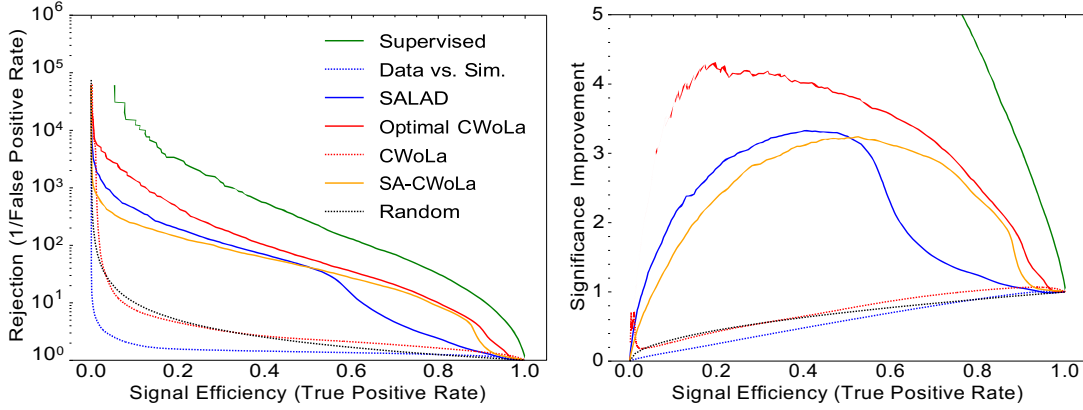 Rejection (1/False Positive Rate)
10⁵
10⁴
10³
10²
10¹
10⁰
0.0 0.2 0.4 0.6 0.8 1.0
Signal Efficiency (True Positive Rate)
Supervised
Data vs. Sim.
SALAD
Optimal CWoLa
CWoLa
SA-CWoLa
Random
Significance Improvement
5
4
3
2
1
0
0.0 0.2 0.4 0.6 0.8 1.0
Signal Efficiency (True Positive Rate)